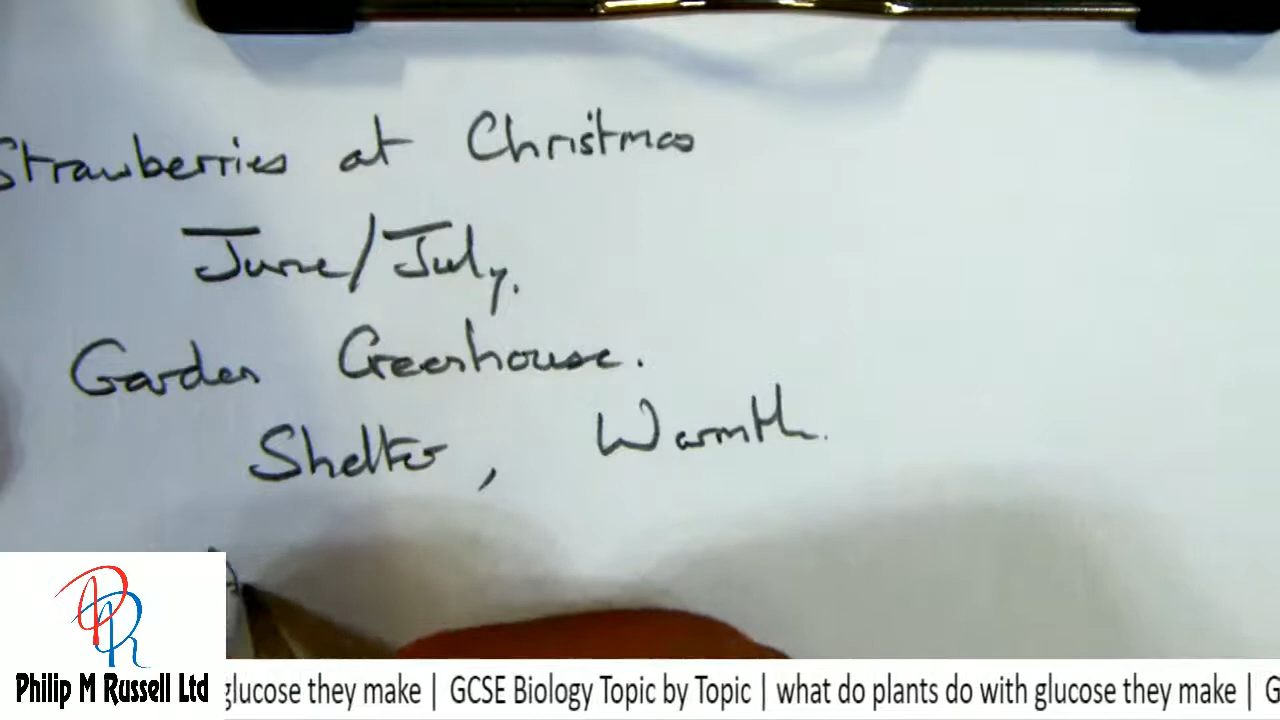 Strawberries at Christmas
June/July.
Garden Greenhouse.
Shelter, Warmth.
Philip M Russell Ltd
glucose they make | GCSE Biology Topic by Topic | what do plants do with glucose they make | G